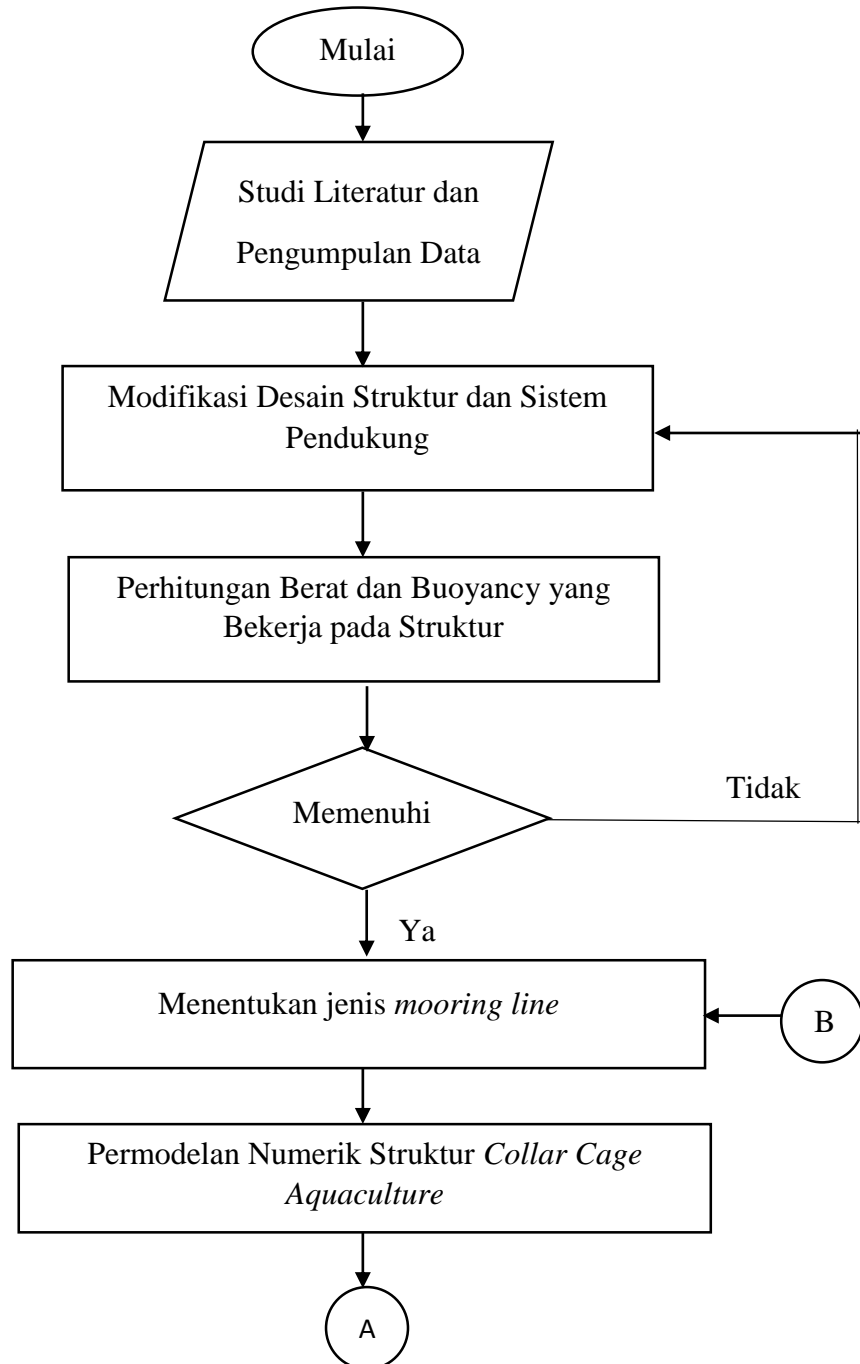 Mulai
Studi Literatur dan
Pengumpulan Data
Modifikasi Desain Struktur dan Sistem
Pendukung
Perhitungan Berat dan Buoyancy yang
Bekerja pada Struktur
Memenuhi
Tidak
Ya
Menentukan jenis mooring line
B
Permodelan Numerik Struktur Collar Cage
Aquaculture
A